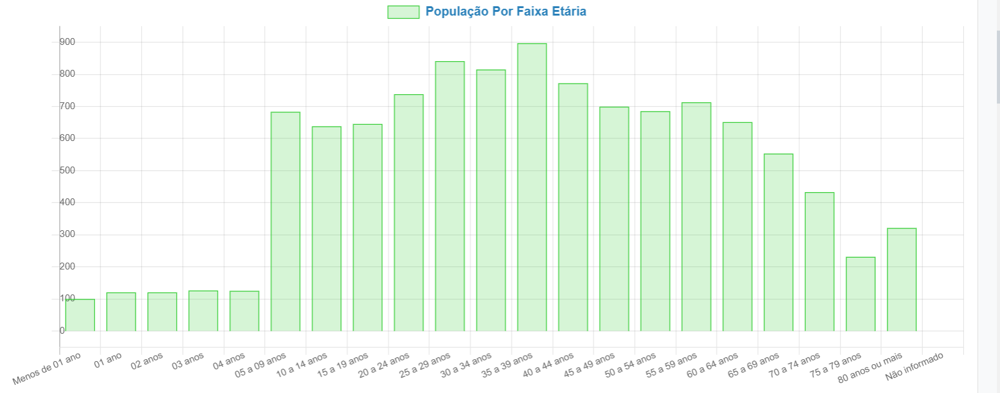 População Por Faixa Etária
900
800
700
600
500
400
300
200
100
0
Menos de 01 ano
01 ano
02 anos
03 anos
04 anos
05 a 09 anos
10 a 14 anos
15 a 19 anos
20 a 24 anos
25 a 29 anos
30 a 34 anos
35 a 39 anos
40 a 44 anos
45 a 49 anos
50 a 54 anos
55 a 59 anos
60 a 64 anos
65 a 69 anos
70 a 74 anos
75 a 79 anos
80 anos ou mais
Não informado